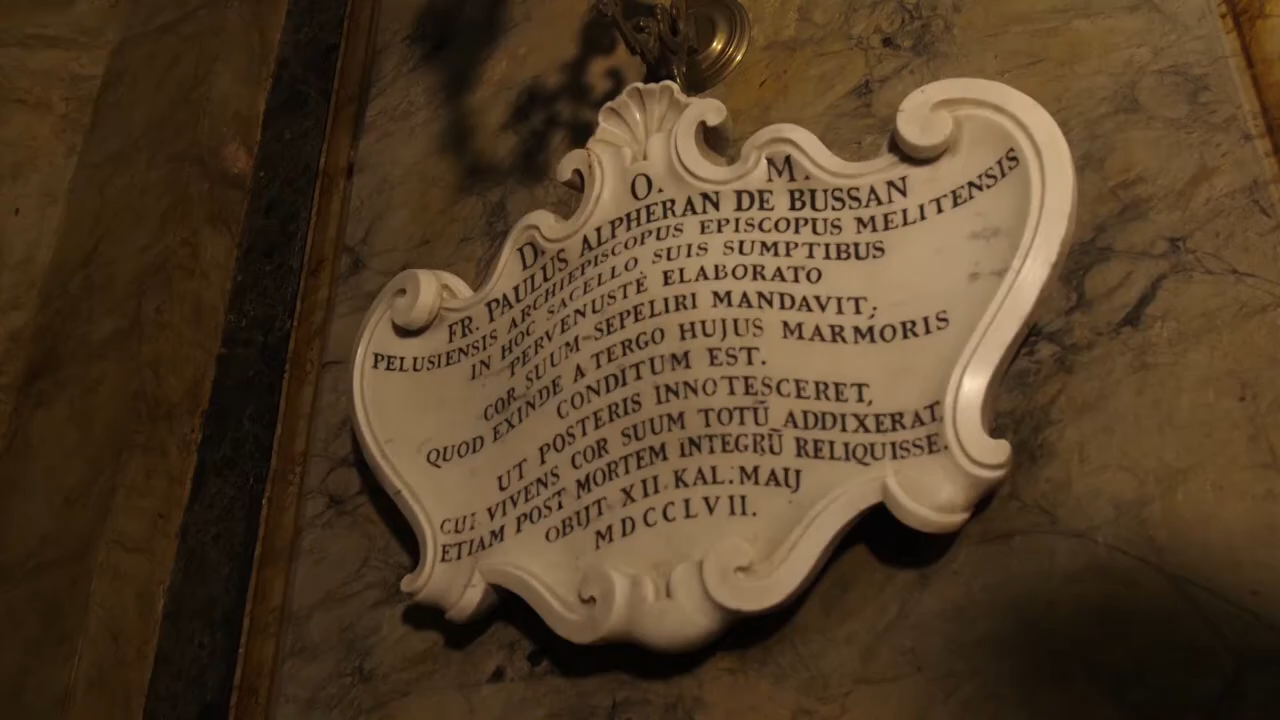 D. O. M.
FR. PAULUS ALPHERAN DE BUSSAN
PELUSIENSIS ARCHIEPISCOPUS EPISCOPUS MELITENSIS
IN HOC SACELLO SUIS SUMPTIBUS
PERVENUSTÈ ELABORATO
COR SUUM SEPELIRI MANDAVIT;
QUOD EXINDE A TERGO HUJUS MARMORIS
CONDITUM EST.
UT POSTERIS INNOTESCERET,
CUI VIVENS COR SUUM TOTŪ ADDIXERAT,
ETIAM POST MORTEM INTEGRŪ RELIQUISSE.
OBIJT XII. KAL. MAIJ
MDCCLVII.